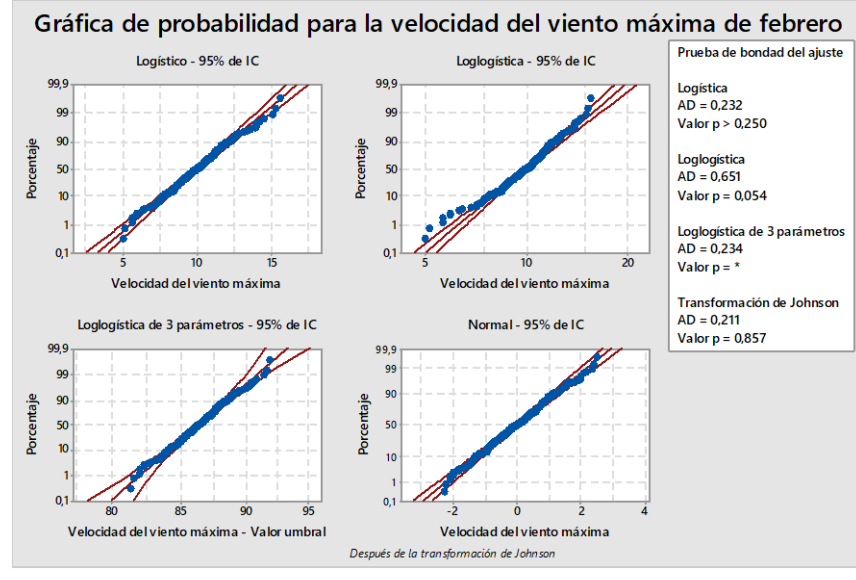 Gráfica de probabilidad para la velocidad del viento máxima de febrero
Logístico - 95% de IC
99,9
99
90
50
10
1
0,1
Porcentaje
5
10
15
Velocidad del viento máxima
Loglogística - 95% de IC
99,9
99
90
50
10
1
0,1
Porcentaje
5
10
20
Velocidad del viento máxima
Prueba de bondad del ajuste
Logística
AD = 0,232
Valor p > 0,250
Loglogística
AD = 0,651
Valor p = 0,054
Loglogística de 3 parámetros
AD = 0,234
Valor p = *
Transformación de Johnson
AD = 0,211
Valor p = 0,857
Loglogística de 3 parámetros - 95% de IC
99,9
99
90
50
10
1
0,1
Porcentaje
80
85
90
95
Velocidad del viento máxima - Valor umbral
Normal - 95% de IC
99,9
99
90
50
10
1
0,1
Porcentaje
-2
0
2
4
Velocidad del viento máxima
Después de la transformación de Johnson